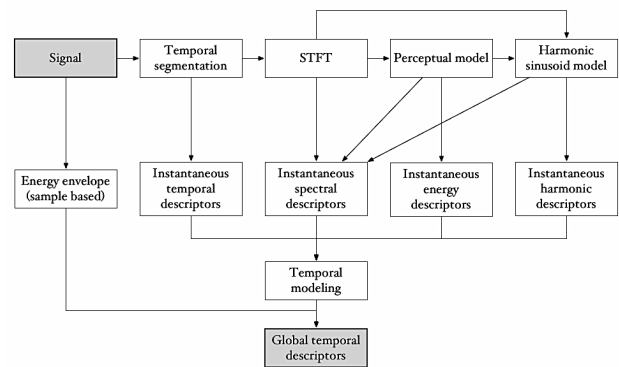 Signal
Temporal
segmentation
STFT
Perceptual model
Harmonic
sinusoid model
Energy envelope
(sample based)
Instantaneous
temporal
descriptors
Instantaneous
spectral
descriptors
Instantaneous
energy
descriptors
Instantaneous
harmonic
descriptors
Temporal
modeling
Global temporal
descriptors